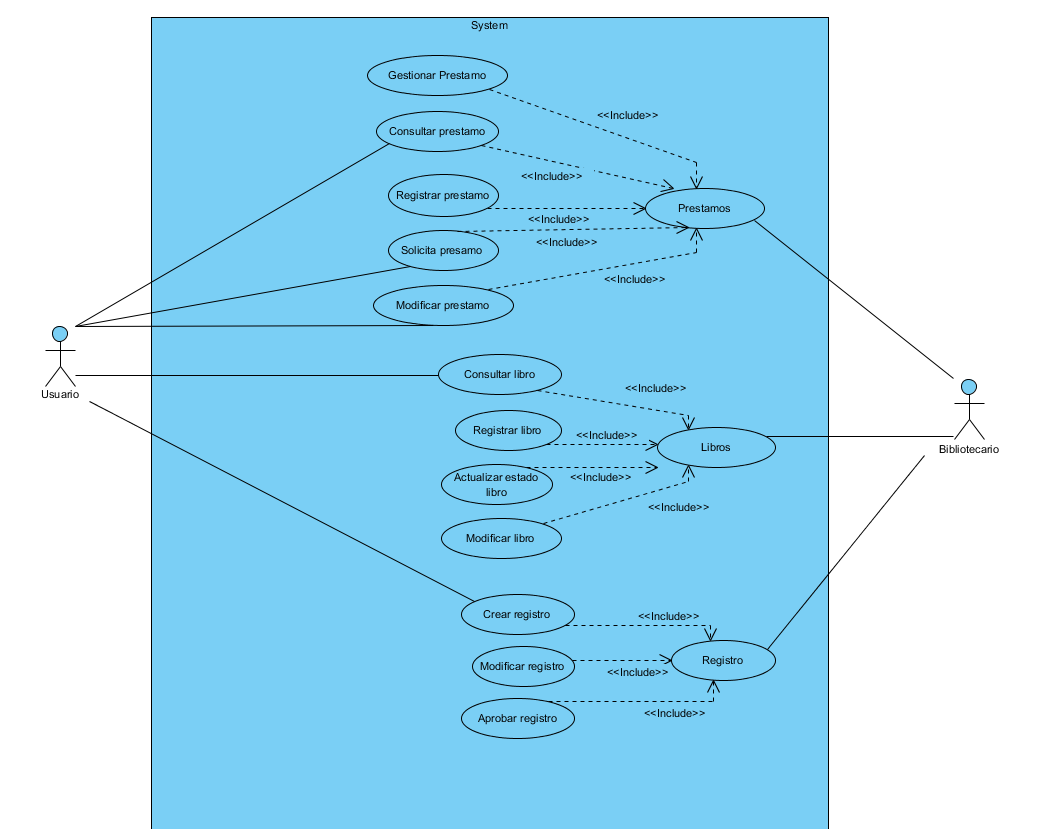 System
Gestionar Prestamo
<<Include>>
Consultar prestamo
<<Include>>
Registrar prestamo
Prestamos
<<Include>>
Solicita presamo
<<Include>>
Modificar prestamo
<<Include>>
Usuario
Consultar libro
<<Include>>
Registrar libro
<<Include>>
Libros
Bibliotecario
Actualizar estado
libro
<<Include>>
Modificar libro
<<Include>>
Crear registro
<<Include>>
Modificar registro
<<Include>>
Registro
Aprobar registro
<<Include>>